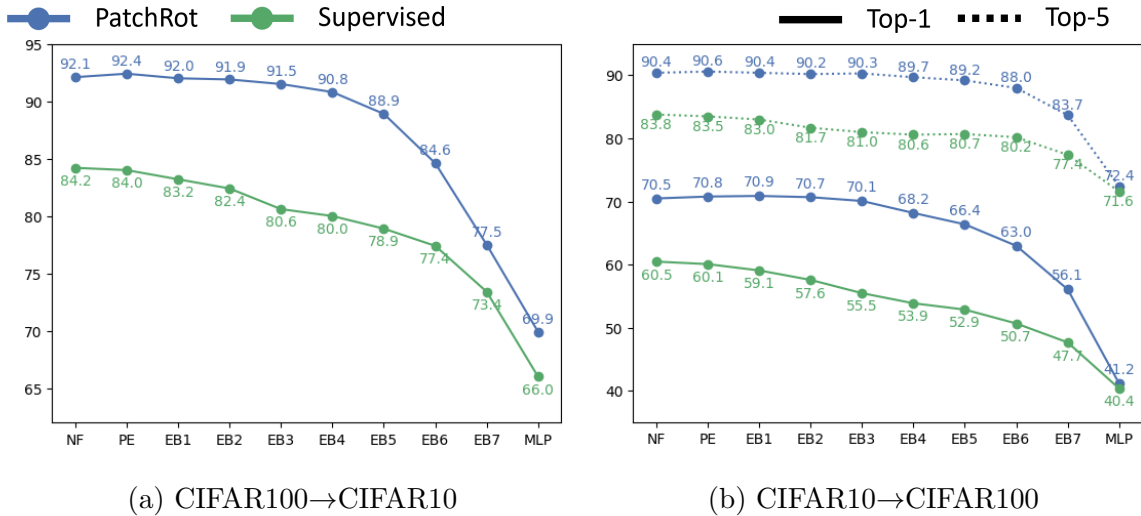 PatchRot Supervised Top-1 Top-5
95
90
85
80
75
70
65
92.1 92.4 92.0 91.9 91.5 90.8 88.9 84.6 77.5 69.9
84.2 84.0 83.2 82.4 80.6 80.0 78.9 77.4 73.4 66.0
NF PE EB1 EB2 EB3 EB4 EB5 EB6 EB7 MLP
(a) CIFAR100→CIFAR10
90
80
70
60
50
40
90.4 90.6 90.4 90.2 90.3 89.7 89.2 88.0 83.7 72.4
83.8 83.5 83.0 81.7 81.0 80.6 80.7 80.2 77.4 71.6
70.5 70.8 70.9 70.7 70.1 68.2 66.4 63.0 56.1 41.2
60.5 60.1 59.1 57.6 55.5 53.9 52.9 50.7 47.7 40.4
NF PE EB1 EB2 EB3 EB4 EB5 EB6 EB7 MLP
(b) CIFAR10→CIFAR100